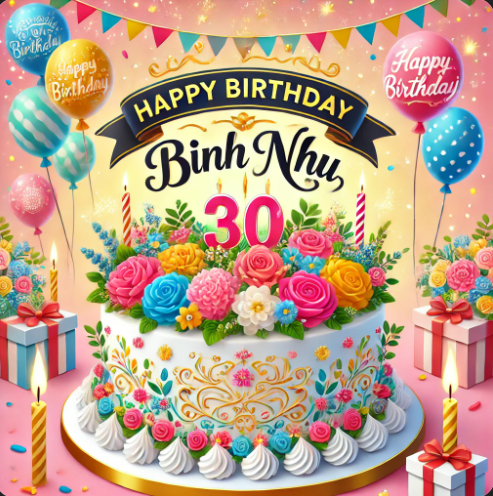 Happy
Birthday
Happy
Birthday
Happy
Birthday
HAPPY BIRTHDAY
Binh Nhu
30